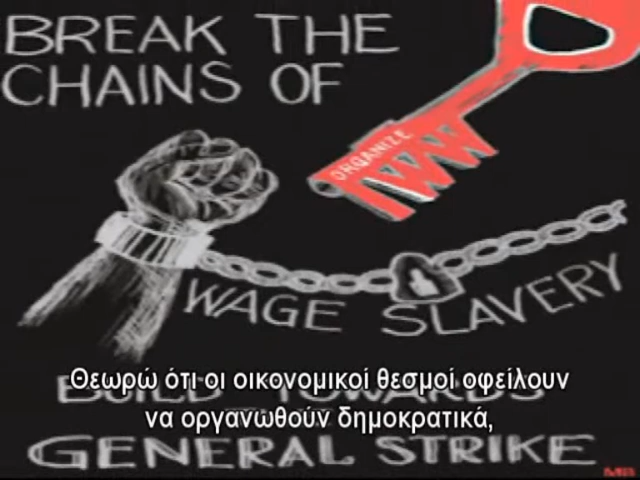 BREAK THE
CHAINS OF
ORGANIZE
IWW
WAGE SLAVERY
BUILD TOWARDS
Θεωρώ ότι οι οικονομικοί θεσμοί οφείλουν
να οργανωθούν δημοκρατικά,
GENERAL STRIKE
MB